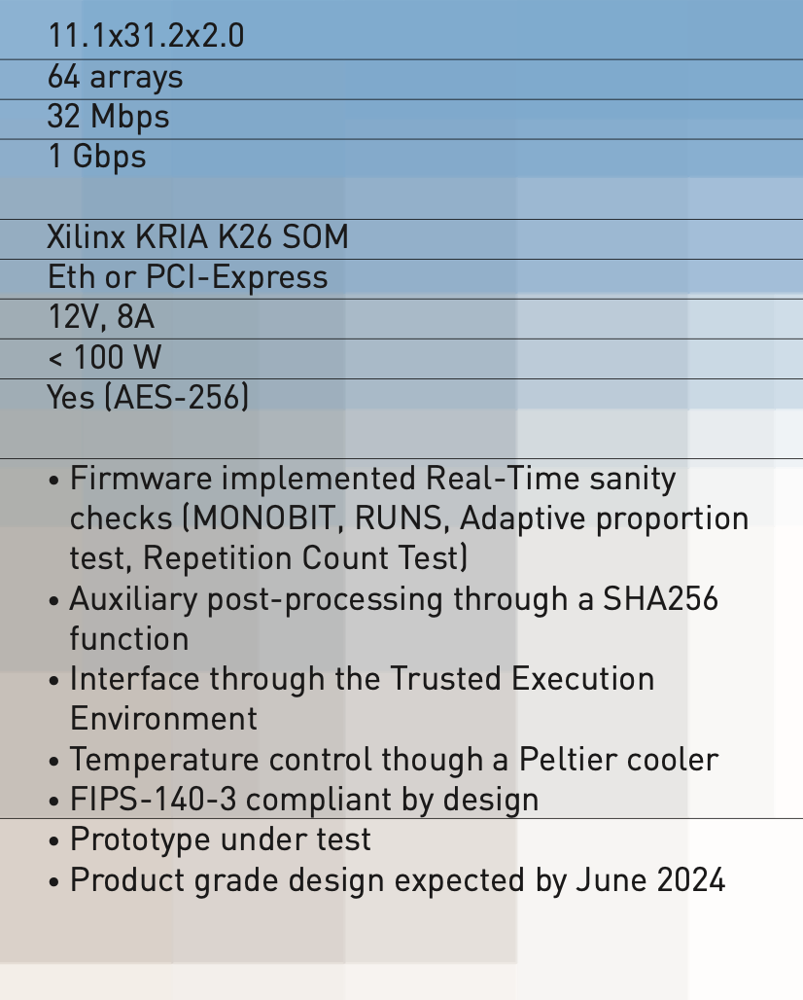 11.1x31.2x2.0
64 arrays
32 Mbps
1 Gbps
Xilinx KRIA K26 SOM
Eth or PCI-Express
12V, 8A
< 100 W
Yes (AES-256)
• Firmware implemented Real-Time sanity
checks (MONOBIT, RUNS, Adaptive proportion
test, Repetition Count Test)
• Auxiliary post-processing through a SHA256
function
• Interface through the Trusted Execution
Environment
• Temperature control though a Peltier cooler
• FIPS-140-3 compliant by design
• Prototype under test
• Product grade design expected by June 2024